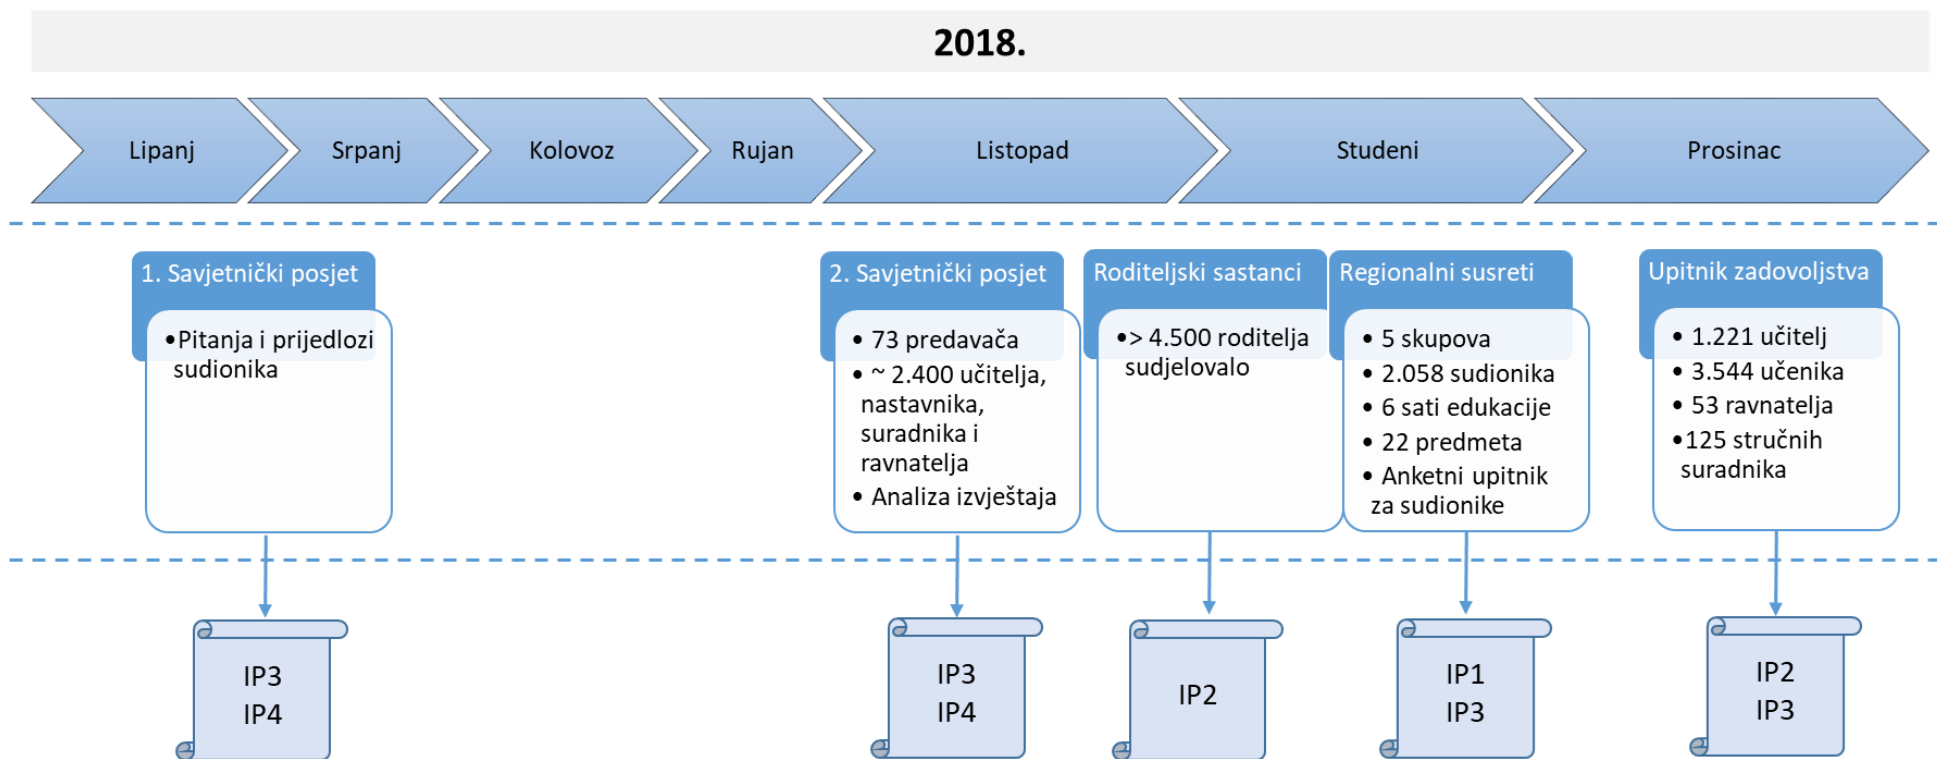 2018.
Lipanj
Srpanj
Kolovoz
Rujan
Listopad
Studeni
Prosinac
1. Savjetnički posjet
•Pitanja i prijedlozi
sudionika
2. Savjetnički posjet
• 73 predavača
• ~ 2.400 učitelja,
nastavnika,
suradnika i
ravnatelja
• Analiza izvještaja
Roditeljski sastanci
•> 4.500 roditelja
sudjelovalo
Regionalni susreti
• 5 skupova
• 2.058 sudionika
• 6 sati edukacije
• 22 predmeta
• Anketni upitnik
za sudionike
Upitnik zadovoljstva
• 1.221 učitelj
• 3.544 učenika
• 53 ravnatelja
•125 stručnih
suradnika
IP3
IP4
IP3
IP4
IP2
IP1
IP3
IP2
IP3